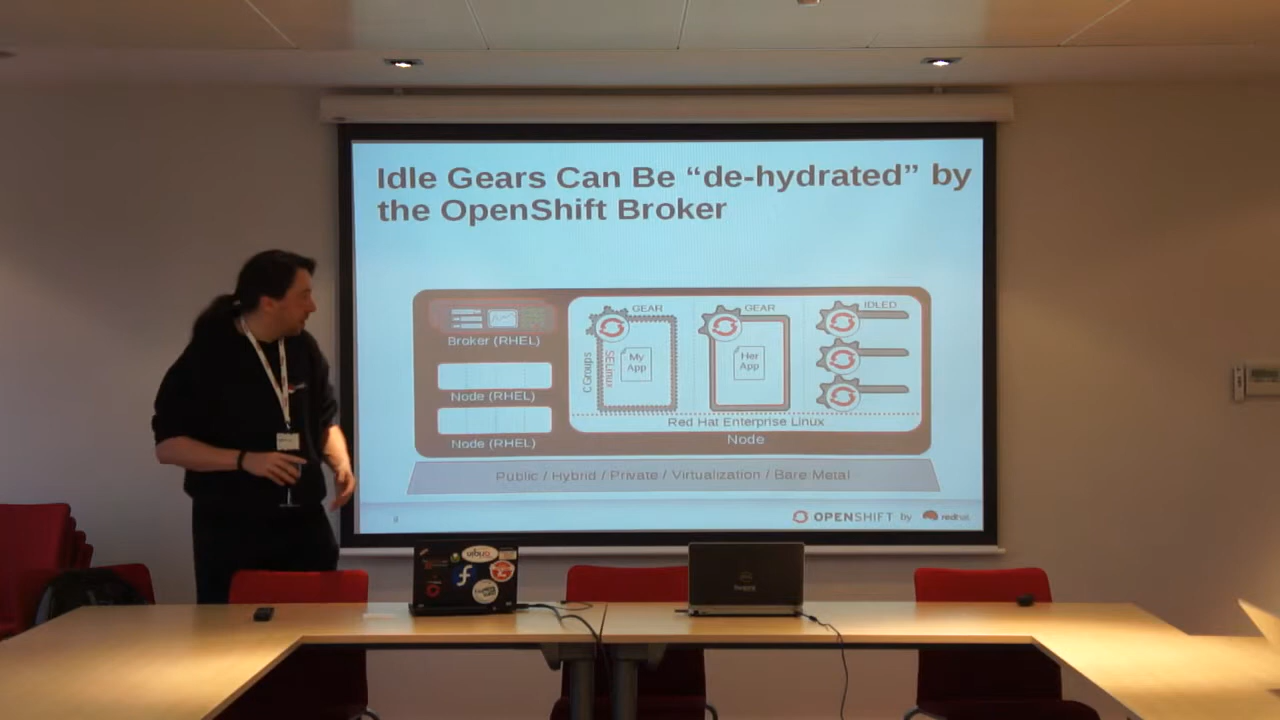 Idle Gears Can Be “de-hydrated” by
the OpenShift Broker
Broker (RHEL)
Node (RHEL)
Node (RHEL)
GEAR
CGroups
SELinux
My
App
GEAR
Her
App
IDLED
Red Hat Enterprise Linux
Node
Public / Hybrid / Private / Virtualization / Bare Metal
OPENSHIFT by redhat